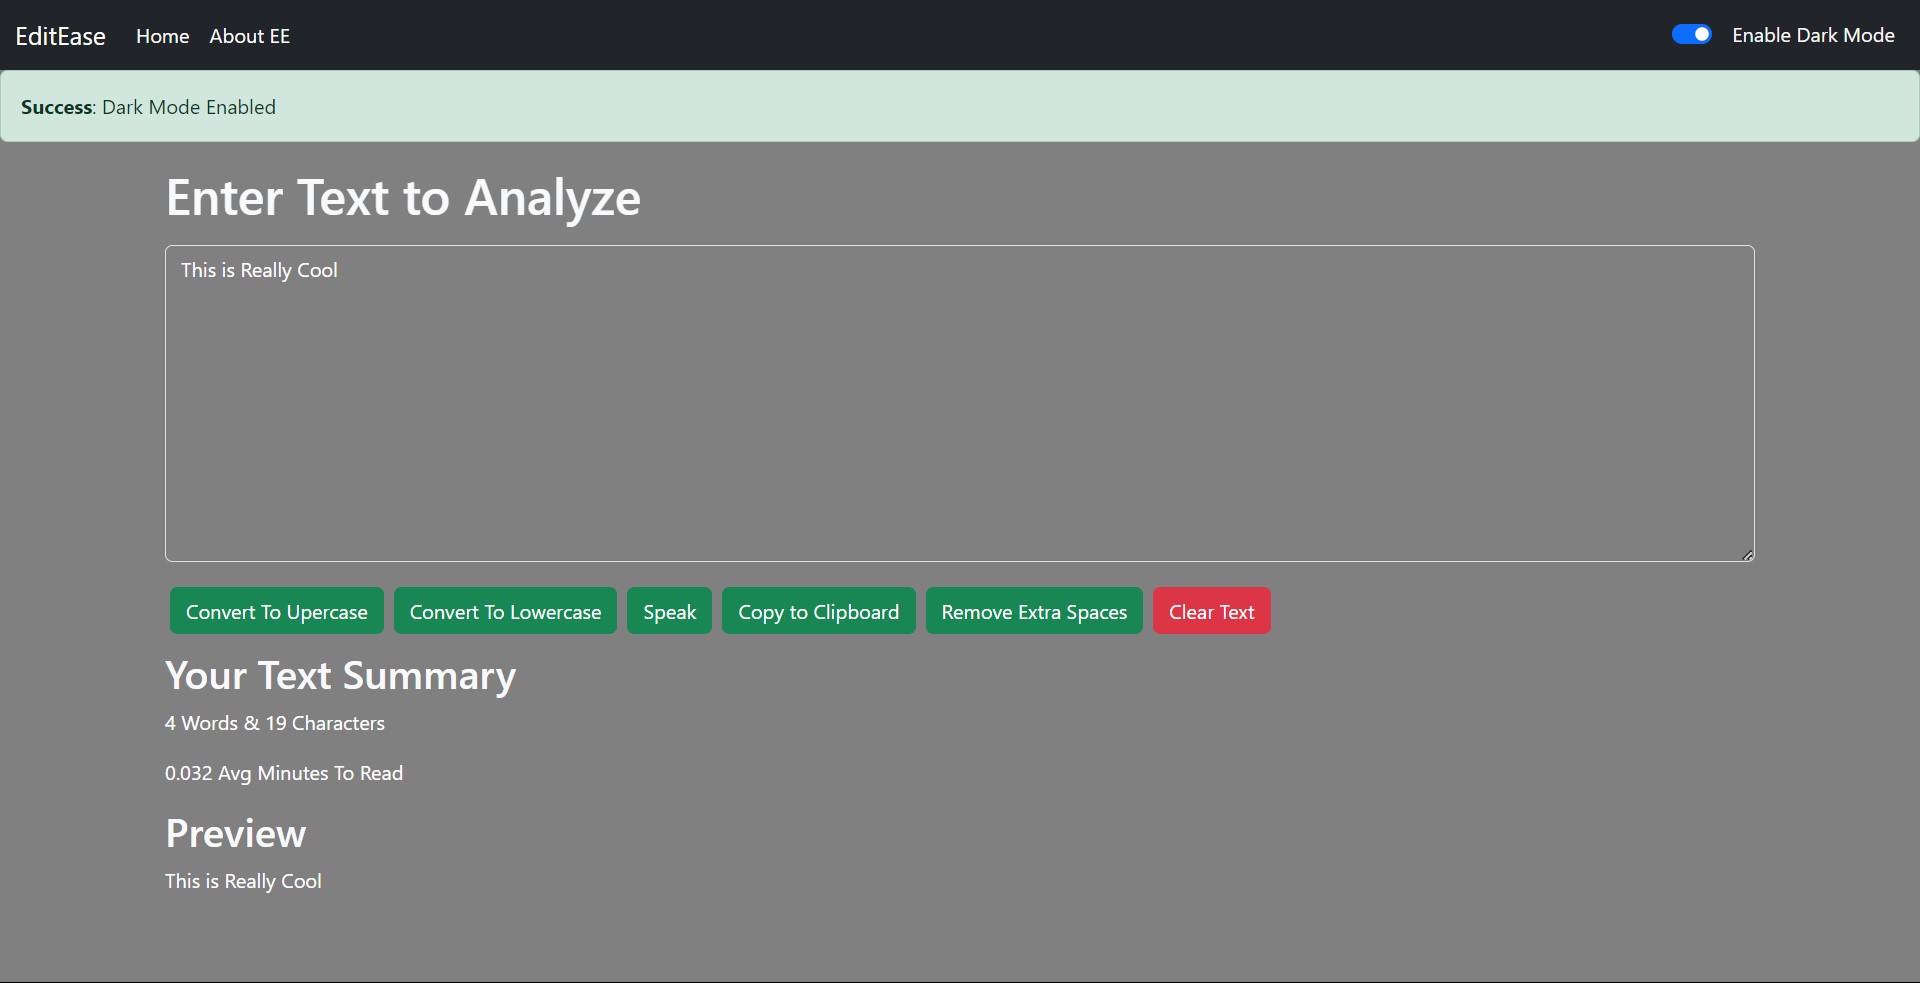 EditEase Home About EE Enable Dark Mode
Success: Dark Mode Enabled
Enter Text to Analyze
This is Really Cool
Convert To Upercase Convert To Lowercase Speak Copy to Clipboard Remove Extra Spaces Clear Text
Your Text Summary
4 Words & 19 Characters
0.032 Avg Minutes To Read
Preview
This is Really Cool